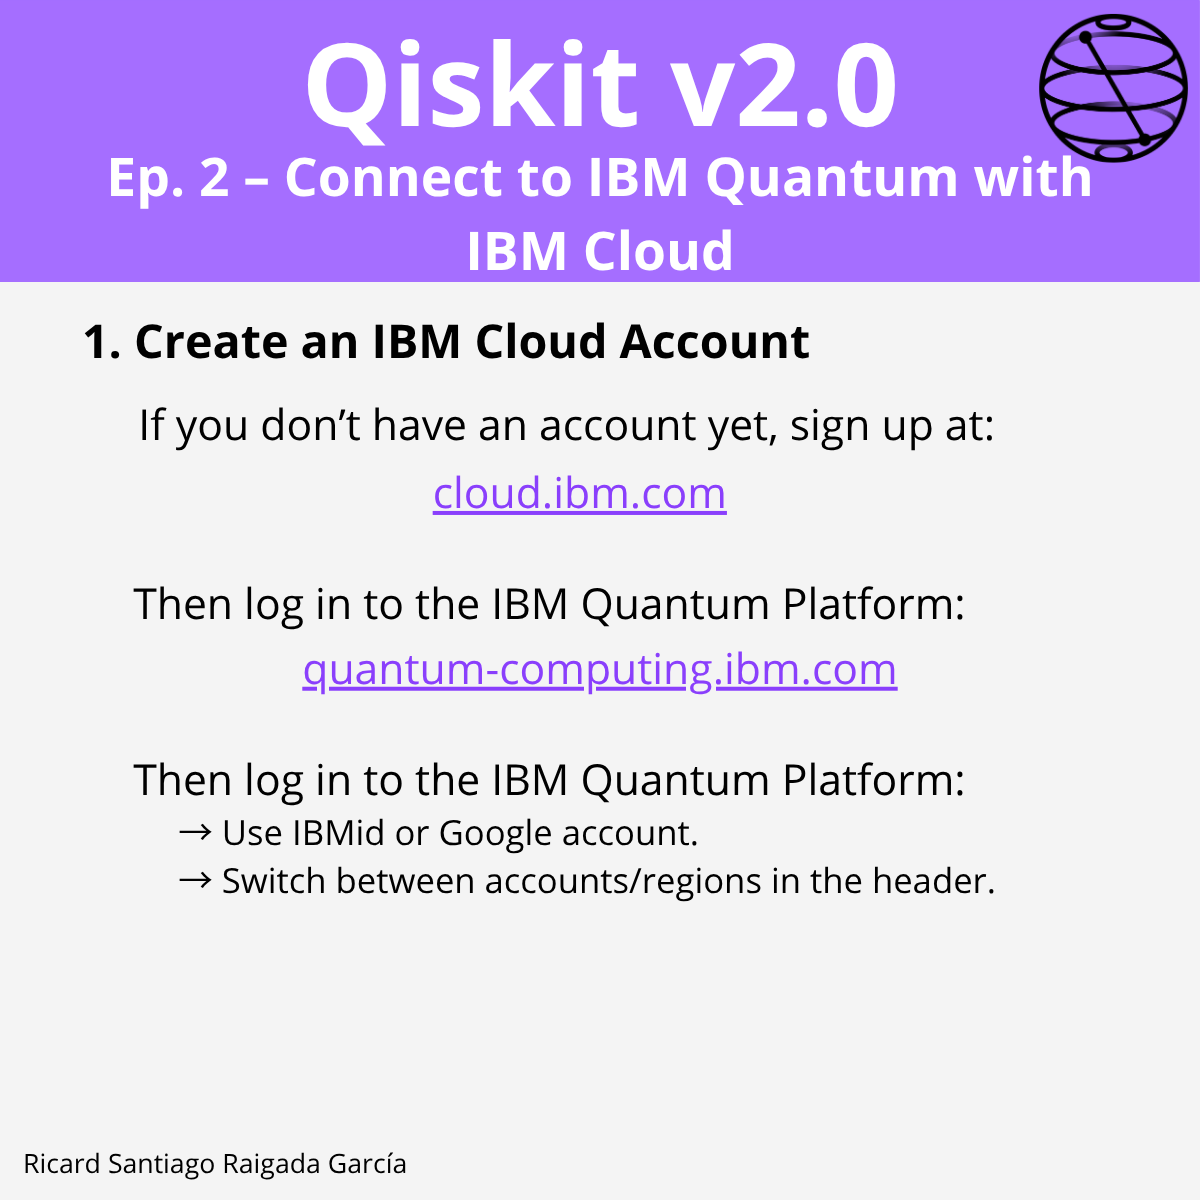 Qiskit v2.0
Ep. 2 – Connect to IBM Quantum with
IBM Cloud
1. Create an IBM Cloud Account
If you don’t have an account yet, sign up at:
cloud.ibm.com
Then log in to the IBM Quantum Platform:
quantum-computing.ibm.com
Then log in to the IBM Quantum Platform:
→ Use IBMid or Google account.
→ Switch between accounts/regions in the header.
Ricard Santiago Raigada García